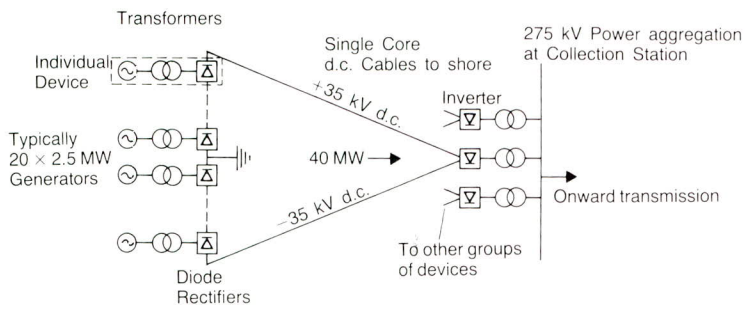 Transformers
Individual
Device
Typically
20 × 2.5 MW
Generators
Diode
Rectifiers
Single Core
d.c. Cables to shore
+35 kV d.c.
40 MW
−35 kV d.c.
Inverter
To other groups
of devices
275 kV Power aggregation
at Collection Station
Onward transmission